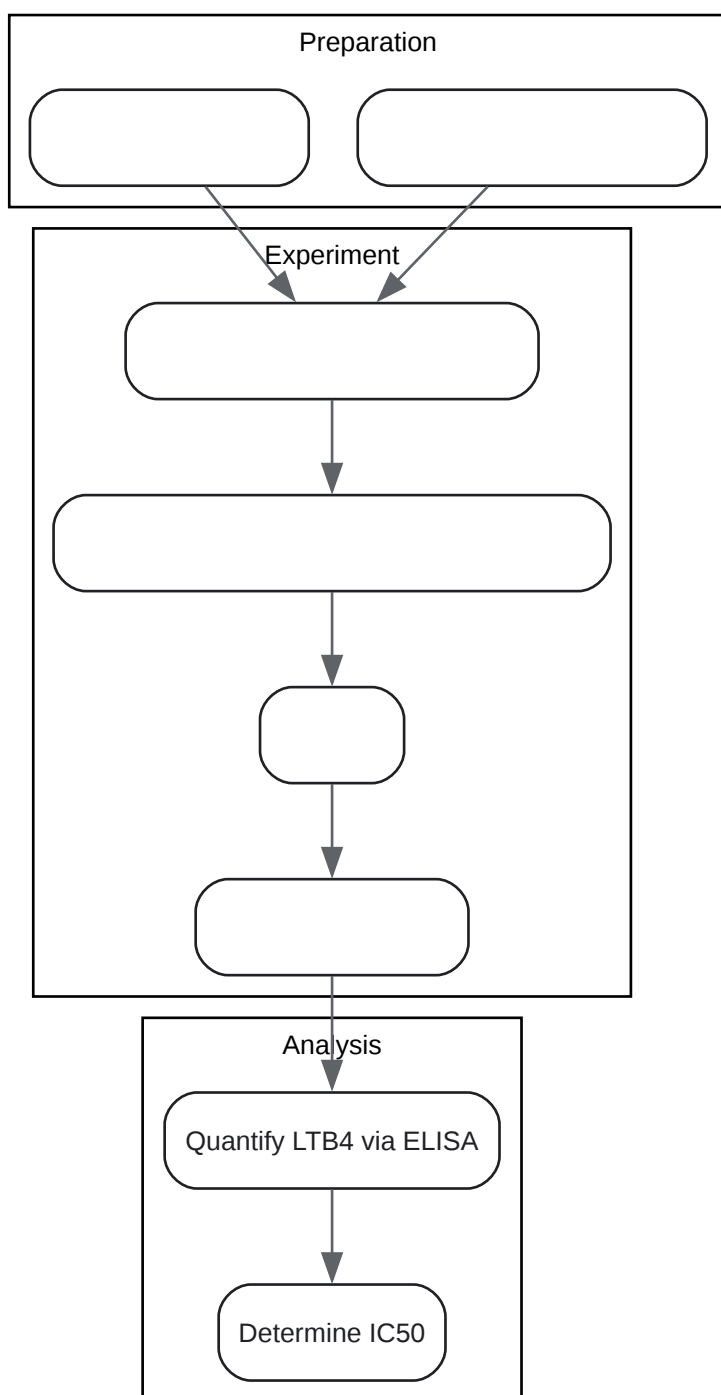 Preparation
Experiment
Analysis
Quantify LTB4 via ELISA
Determine IC50